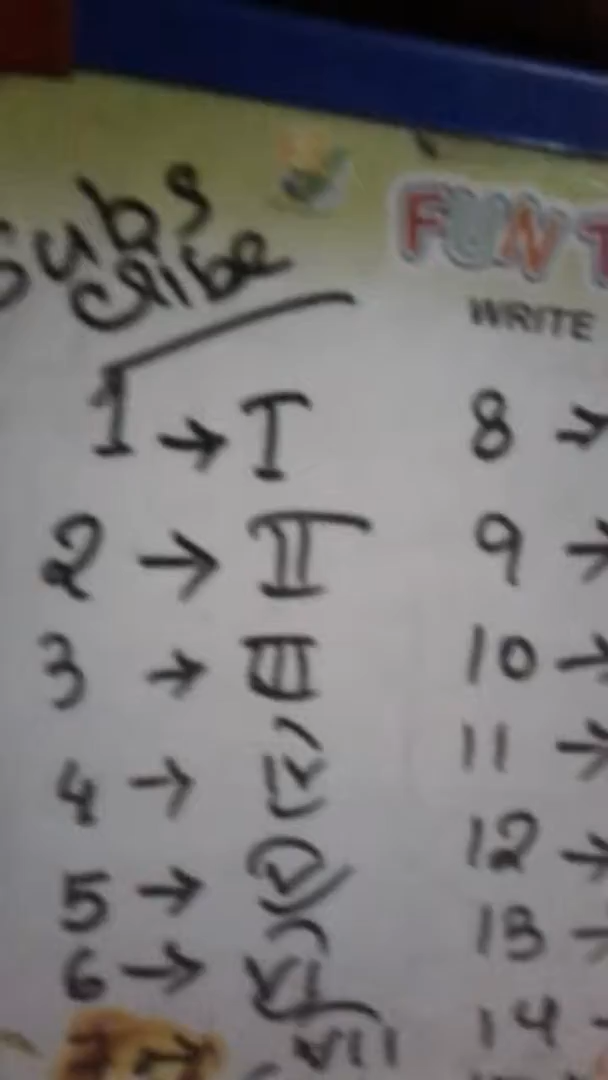 Subs
cribe
FUN T
WRITE
1 → I
2 → II
3 → III
4 →
5 →
6 → VI
VII
8 →
9 →
10 →
11 →
12 →
13 →
14